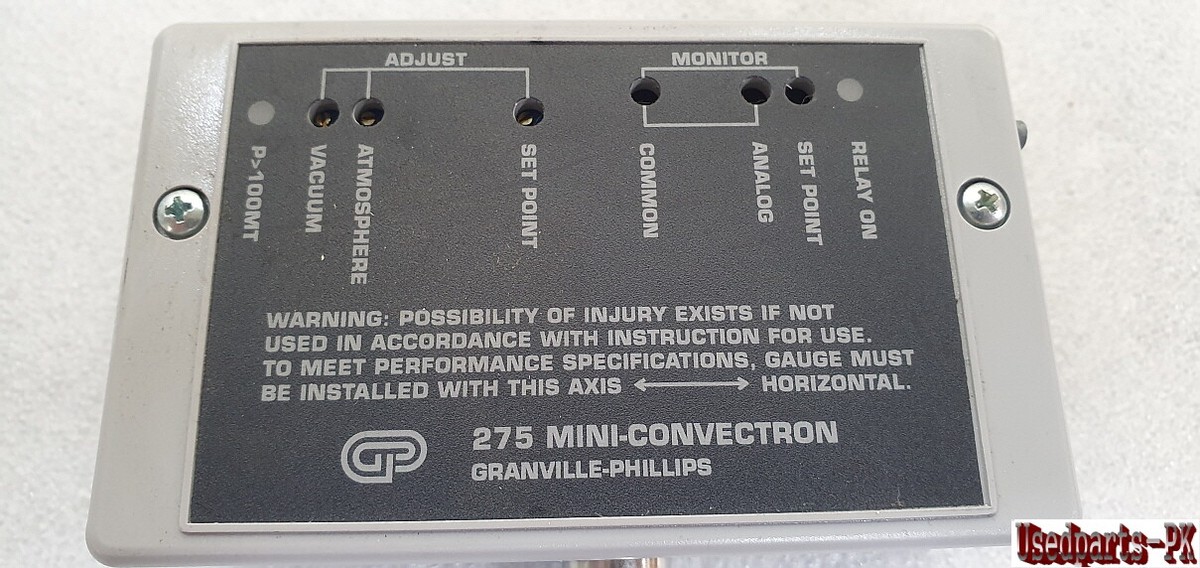 ADJUST
MONITOR
P>100MT
VACUUM
ATMOSPHERE
SET POINT
COMMON
ANALOG
SET POINT
RELAY ON
WARNING: POSSIBILITY OF INJURY EXISTS IF NOT
USED IN ACCORDANCE WITH INSTRUCTION FOR USE.
TO MEET PERFORMANCE SPECIFICATIONS, GAUGE MUST
BE INSTALLED WITH THIS AXIS ⟷ HORIZONTAL.
GP
275 MINI-CONVECTRON
GRANVILLE-PHILLIPS
Usedparts-PK